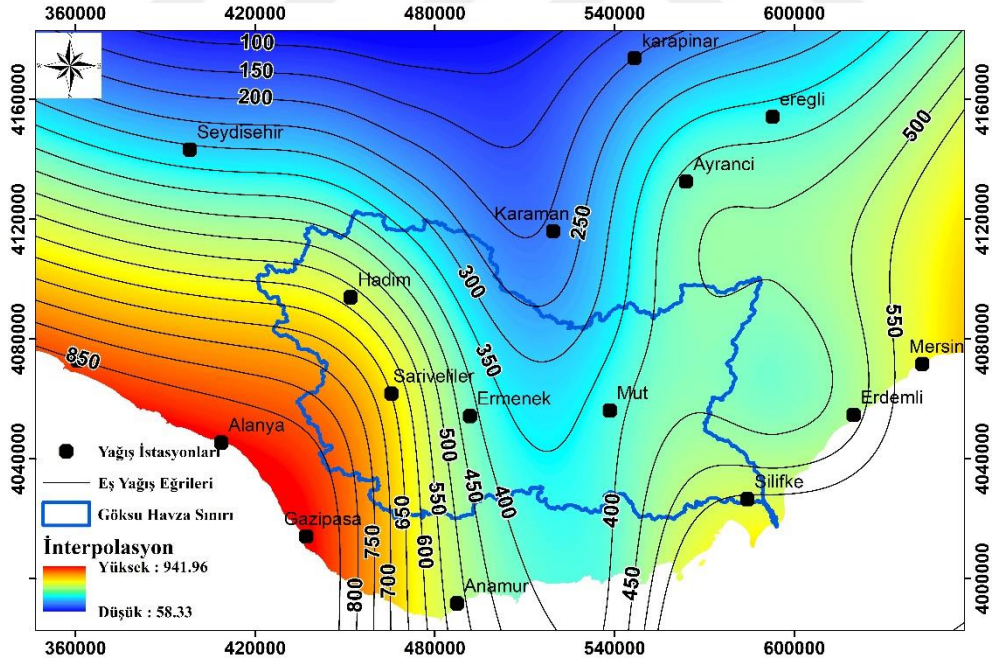 360000 420000 480000 540000 600000
100
karapinar
150
4160000 4160000
200
eregli
500
Seydisehir
Ayranci
4120000 4120000
Karaman
250
300
Hadim
550
4080000 4080000
850
350
Mersin
Sariveliler
Mut
Ermenek
Erdemli
Alanya
500
4040000 4040000
Yağış İstasyonları
450
Silifke
Eş Yağış Eğrileri
550
400
400
Göksu Havza Sınırı
650
Gazipasa
750
600
İnterpolasyon
Yüksek : 941.96
450
700
4000000
800
Anamur
Düşük : 58.33
360000 420000 480000 540000 600000